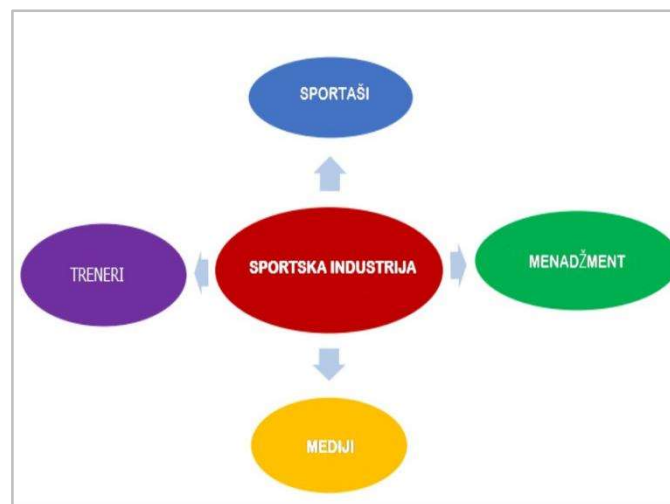 SPORTAŠI
TRENERI
SPORTSKA INDUSTRIJA
MENADŽMENT
MEDIJI